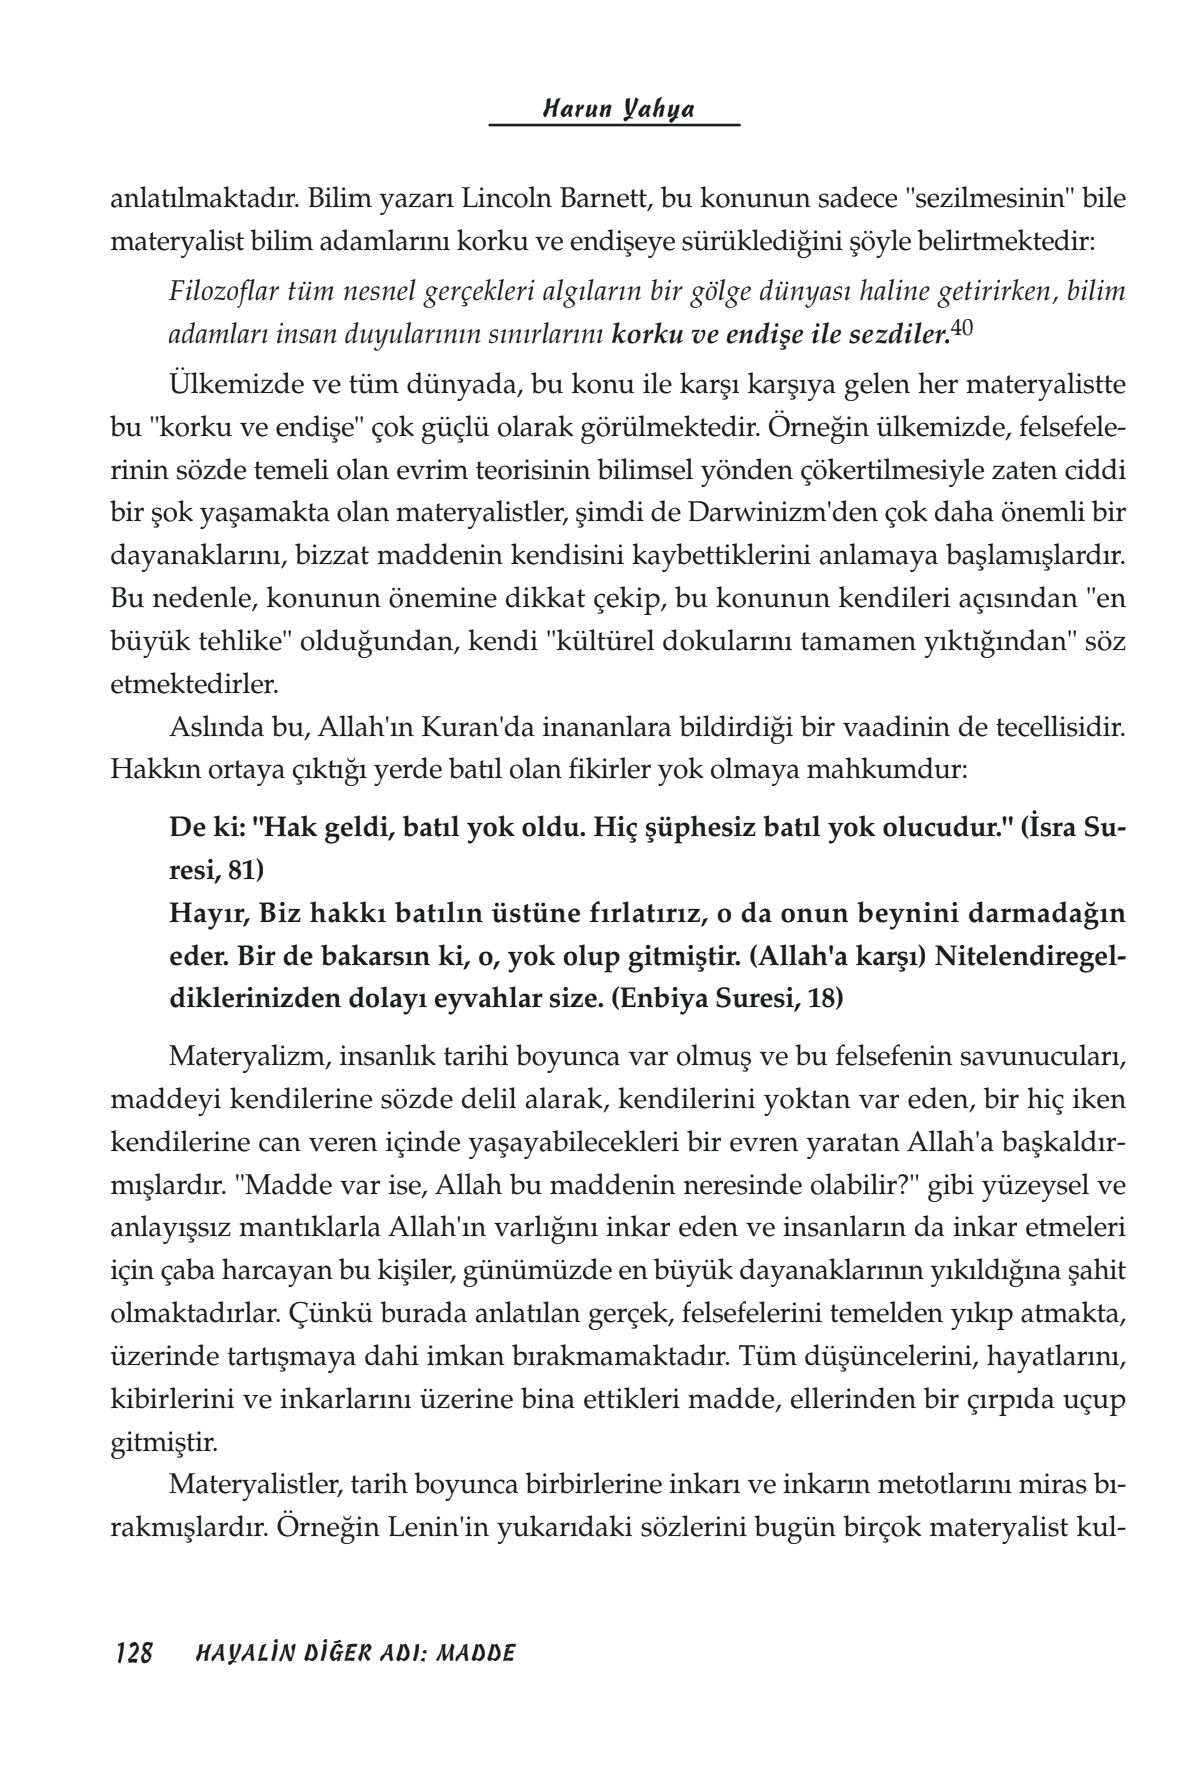 Harun Yahya
anlatılmaktadır. Bilim yazarı Lincoln Barnett, bu konunun sadece "sezilmesinin" bile
materyalist bilim adamlarını korku ve endişeye sürüklediğini şöyle belirtmektedir:
Filozoflar tüm nesnel gerçekleri algıların bir gölge dünyası haline getirirken, bilim
adamları insan duyularının sınırlarını korku ve endişe ile sezdiler.40
Ülkemizde ve tüm dünyada, bu konu ile karşı karşıya gelen her materyalistte
bu "korku ve endişe" çok güçlü olarak görülmektedir. Örneğin ülkemizde, felsefele-
rinin sözde temeli olan evrim teorisinin bilimsel yönden çökertilmesiyle zaten ciddi
bir şok yaşamakta olan materyalistler, şimdi de Darwinizm'den çok daha önemli bir
dayanaklarını, bizzat maddenin kendisini kaybettiklerini anlamaya başlamışlardır.
Bu nedenle, konunun önemine dikkat çekip, bu konunun kendileri açısından "en
büyük tehlike" olduğundan, kendi "kültürel dokularını tamamen yıktığından" söz
etmektedirler.
Aslında bu, Allah'ın Kuran'da inananlara bildirdiği bir vaadinin de tecellisidir.
Hakkın ortaya çıktığı yerde batıl olan fikirler yok olmaya mahkumdur:
De ki: "Hak geldi, batıl yok oldu. Hiç şüphesiz batıl yok olucudur." (İsra Su-
resi, 81)
Hayır, Biz hakkı batılın üstüne fırlatırız, o da onun beynini darmadağın
eder. Bir de bakarsın ki, o, yok olup gitmiştir. (Allah'a karşı) Nitelendiregel-
diklerinizden dolayı eyvahlar size. (Enbiya Suresi, 18)
Materyalizm, insanlık tarihi boyunca var olmuş ve bu felsefenin savunucuları,
maddeyi kendilerine sözde delil alarak, kendilerini yoktan var eden, bir hiç iken
kendilerine can veren içinde yaşayabilecekleri bir evren yaratan Allah'a başkaldır-
mışlardır. "Madde var ise, Allah bu maddenin neresinde olabilir?" gibi yüzeysel ve
anlayışsız mantıklarla Allah'ın varlığını inkar eden ve insanların da inkar etmeleri
için çaba harcayan bu kişiler, günümüzde en büyük dayanaklarının yıkıldığına şahit
olmaktadırlar. Çünkü burada anlatılan gerçek, felsefelerini temelden yıkıp atmakta,
üzerinde tartışmaya dahi imkan bırakmamaktadır. Tüm düşüncelerini, hayatlarını,
kibirlerini ve inkarlarını üzerine bina ettikleri madde, ellerinden bir çırpıda uçup
gitmiştir.
Materyalistler, tarih boyunca birbirlerine inkarı ve inkarın metotlarını miras bı-
rakmışlardır. Örneğin Lenin'in yukarıdaki sözlerini bugün birçok materyalist kul-
128 HAYALİN DİĞER ADI: MADDE